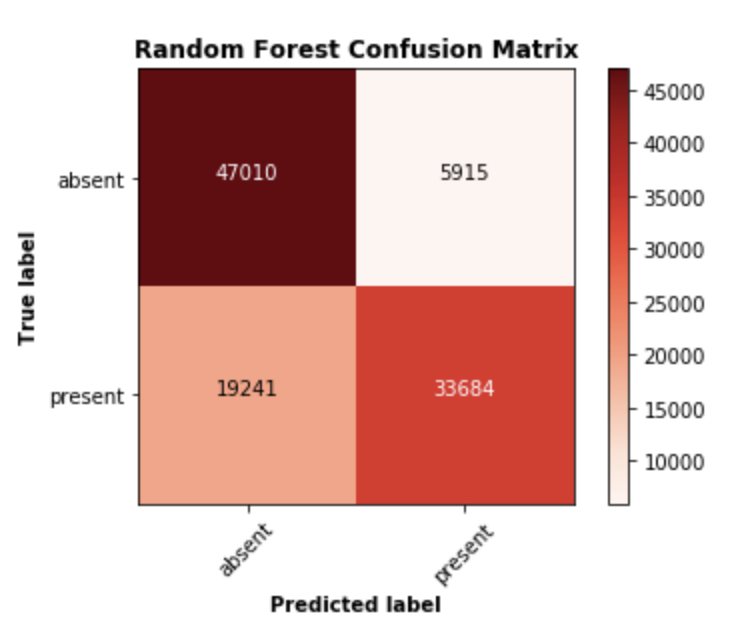 Random Forest Confusion Matrix
True label
absent
present
47010
5915
19241
33684
absent
present
Predicted label
45000
40000
35000
30000
25000
20000
15000
10000